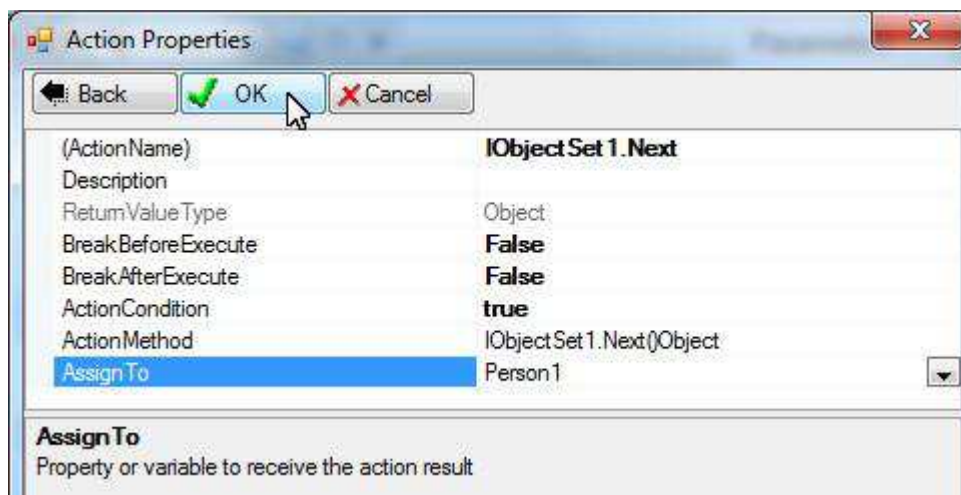 Action Properties
Back OK Cancel
(ActionName) IObjectSet1.Next
Description
ReturnValueType Object
BreakBeforeExecute False
BreakAfterExecute False
ActionCondition true
ActionMethod IObjectSet1.Next()Object
AssignTo Person1
AssignTo
Property or variable to receive the action result